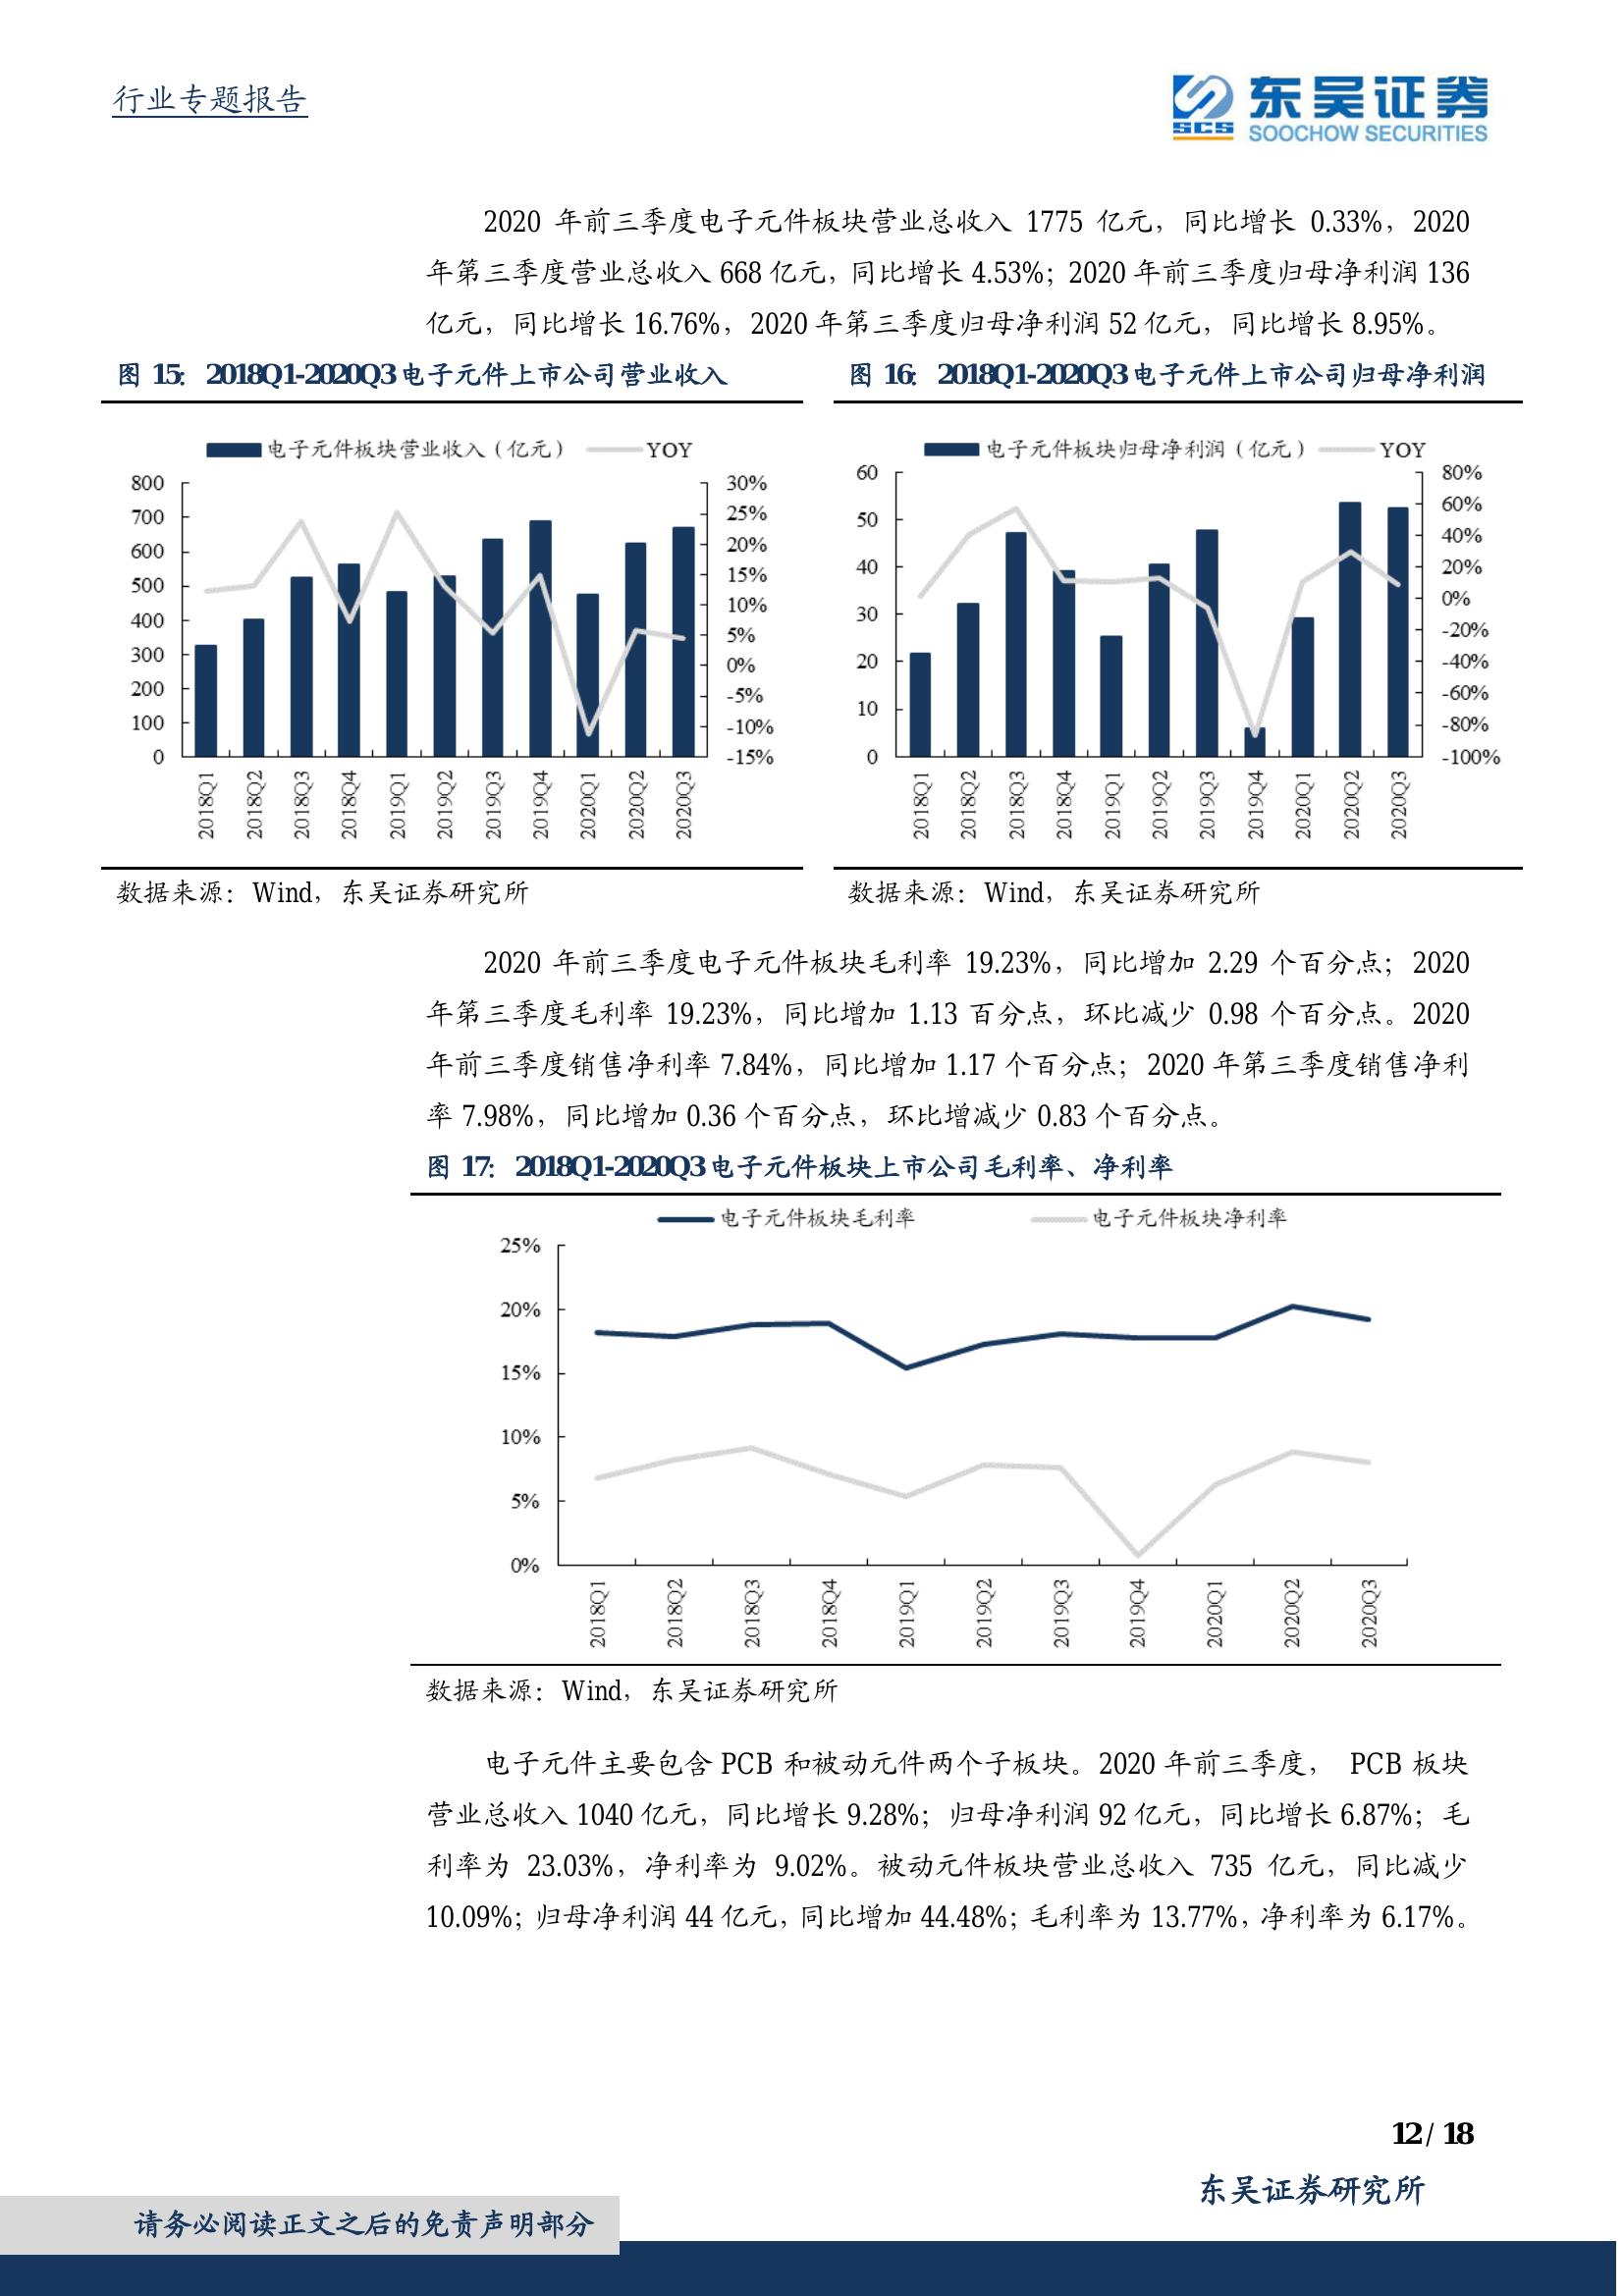 行业专题报告
东吴证券
SCS
SOOCHOW SECURITIES
2020 年前三季度电子元件板块营业总收入 1775 亿元，同比增长 0.33%，2020
年第三季度营业总收入 668 亿元，同比增长 4.53%；2020 年前三季度归母净利润 136
亿元，同比增长 16.76%，2020 年第三季度归母净利润 52 亿元，同比增长 8.95%。
图 15：2018Q1-2020Q3 电子元件上市公司营业收入
电子元件板块营业收入（亿元）
YOY
800
700
600
500
400
300
200
100
0
30%
25%
20%
15%
10%
5%
0%
-5%
-10%
-15%
2018Q1
2018Q2
2018Q3
2018Q4
2019Q1
2019Q2
2019Q3
2019Q4
2020Q1
2020Q2
2020Q3
数据来源：Wind，东吴证券研究所
图 16：2018Q1-2020Q3 电子元件上市公司归母净利润
电子元件板块归母净利润（亿元）
YOY
60
50
40
30
20
10
0
80%
60%
40%
20%
0%
-20%
-40%
-60%
-80%
-100%
2018Q1
2018Q2
2018Q3
2018Q4
2019Q1
2019Q2
2019Q3
2019Q4
2020Q1
2020Q2
2020Q3
数据来源：Wind，东吴证券研究所
2020 年前三季度电子元件板块毛利率 19.23%，同比增加 2.29 个百分点；2020
年第三季度毛利率 19.23%，同比增加 1.13 百分点，环比减少 0.98 个百分点。2020
年前三季度销售净利率 7.84%，同比增加 1.17 个百分点；2020 年第三季度销售净利
率 7.98%，同比增加 0.36 个百分点，环比增减少 0.83 个百分点。
图 17：2018Q1-2020Q3 电子元件板块上市公司毛利率、净利率
电子元件板块毛利率
电子元件板块净利率
25%
20%
15%
10%
5%
0%
2018Q1
2018Q2
2018Q3
2018Q4
2019Q1
2019Q2
2019Q3
2019Q4
2020Q1
2020Q2
2020Q3
数据来源：Wind，东吴证券研究所
电子元件主要包含 PCB 和被动元件两个子板块。2020 年前三季度， PCB 板块
营业总收入 1040 亿元，同比增长 9.28%；归母净利润 92 亿元，同比增长 6.87%；毛
利率为 23.03%，净利率为 9.02%。被动元件板块营业总收入 735 亿元，同比减少
10.09%；归母净利润 44 亿元，同比增加 44.48%；毛利率为 13.77%，净利率为 6.17%。
12 / 18
东吴证券研究所
请务必阅读正文之后的免责声明部分